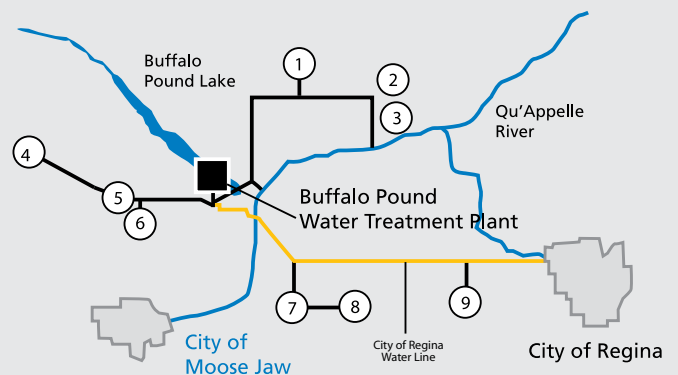 Buffalo
Pound Lake
1
2
3
Qu'Appelle
River
4
5
6
Buffalo Pound
Water Treatment Plant
7
8
9
City of
Moose Jaw
City of Regina
Water Line
City of Regina